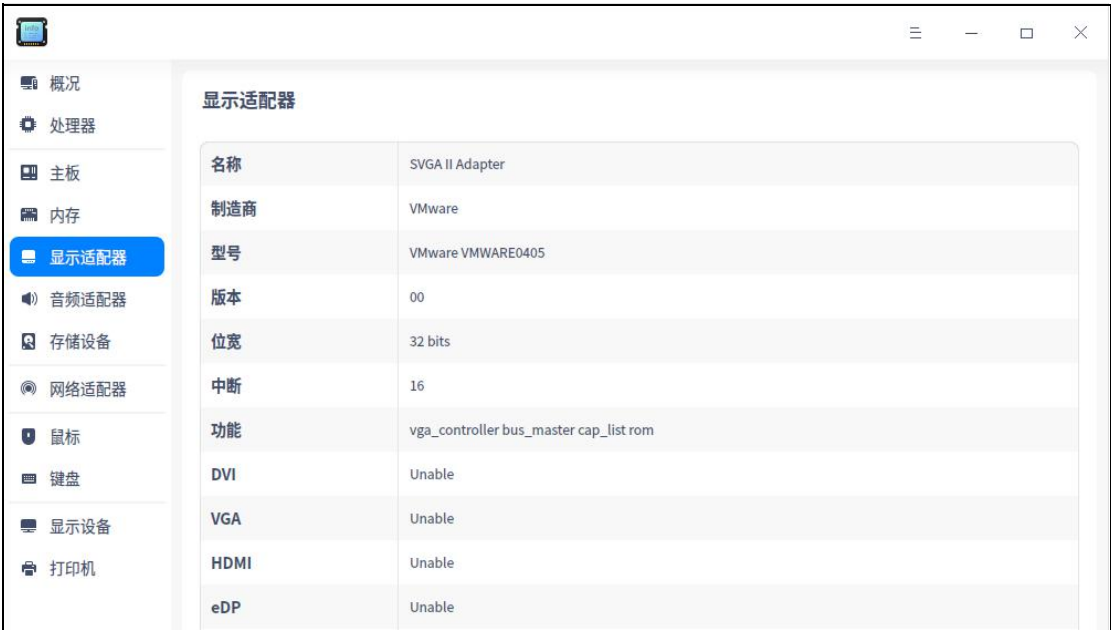 概况
处理器
主板
内存
显示适配器
音频适配器
存储设备
网络适配器
鼠标
键盘
显示设备
打印机
显示适配器
名称 SVGA II Adapter
制造商 VMware
型号 VMware VMWARE0405
版本 00
位宽 32 bits
中断 16
功能 vga_controller bus_master cap_list rom
DVI Unable
VGA Unable
HDMI Unable
eDP Unable